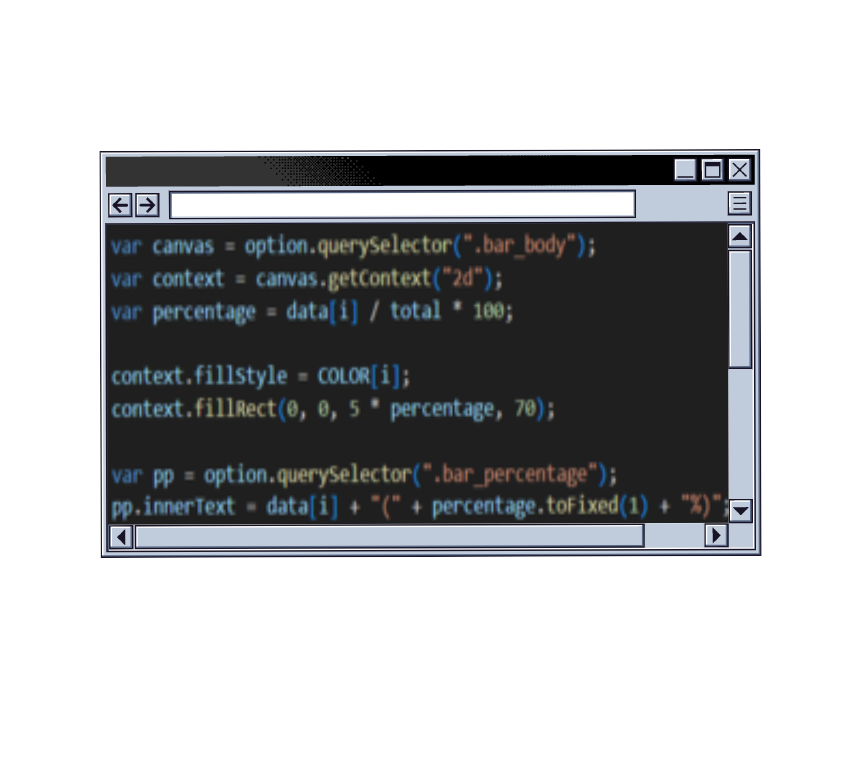 var canvas = option.querySelector(".bar_body");
var context = canvas.getContext("2d");
var percentage = data[i] / total * 100;
context.fillStyle = COLOR[i];
context.fillRect(0, 0, 5 * percentage, 70);
var pp = option.querySelector(".bar_percentage");
pp.innerText = data[i] + "(" + percentage.toFixed(1) + "%)";